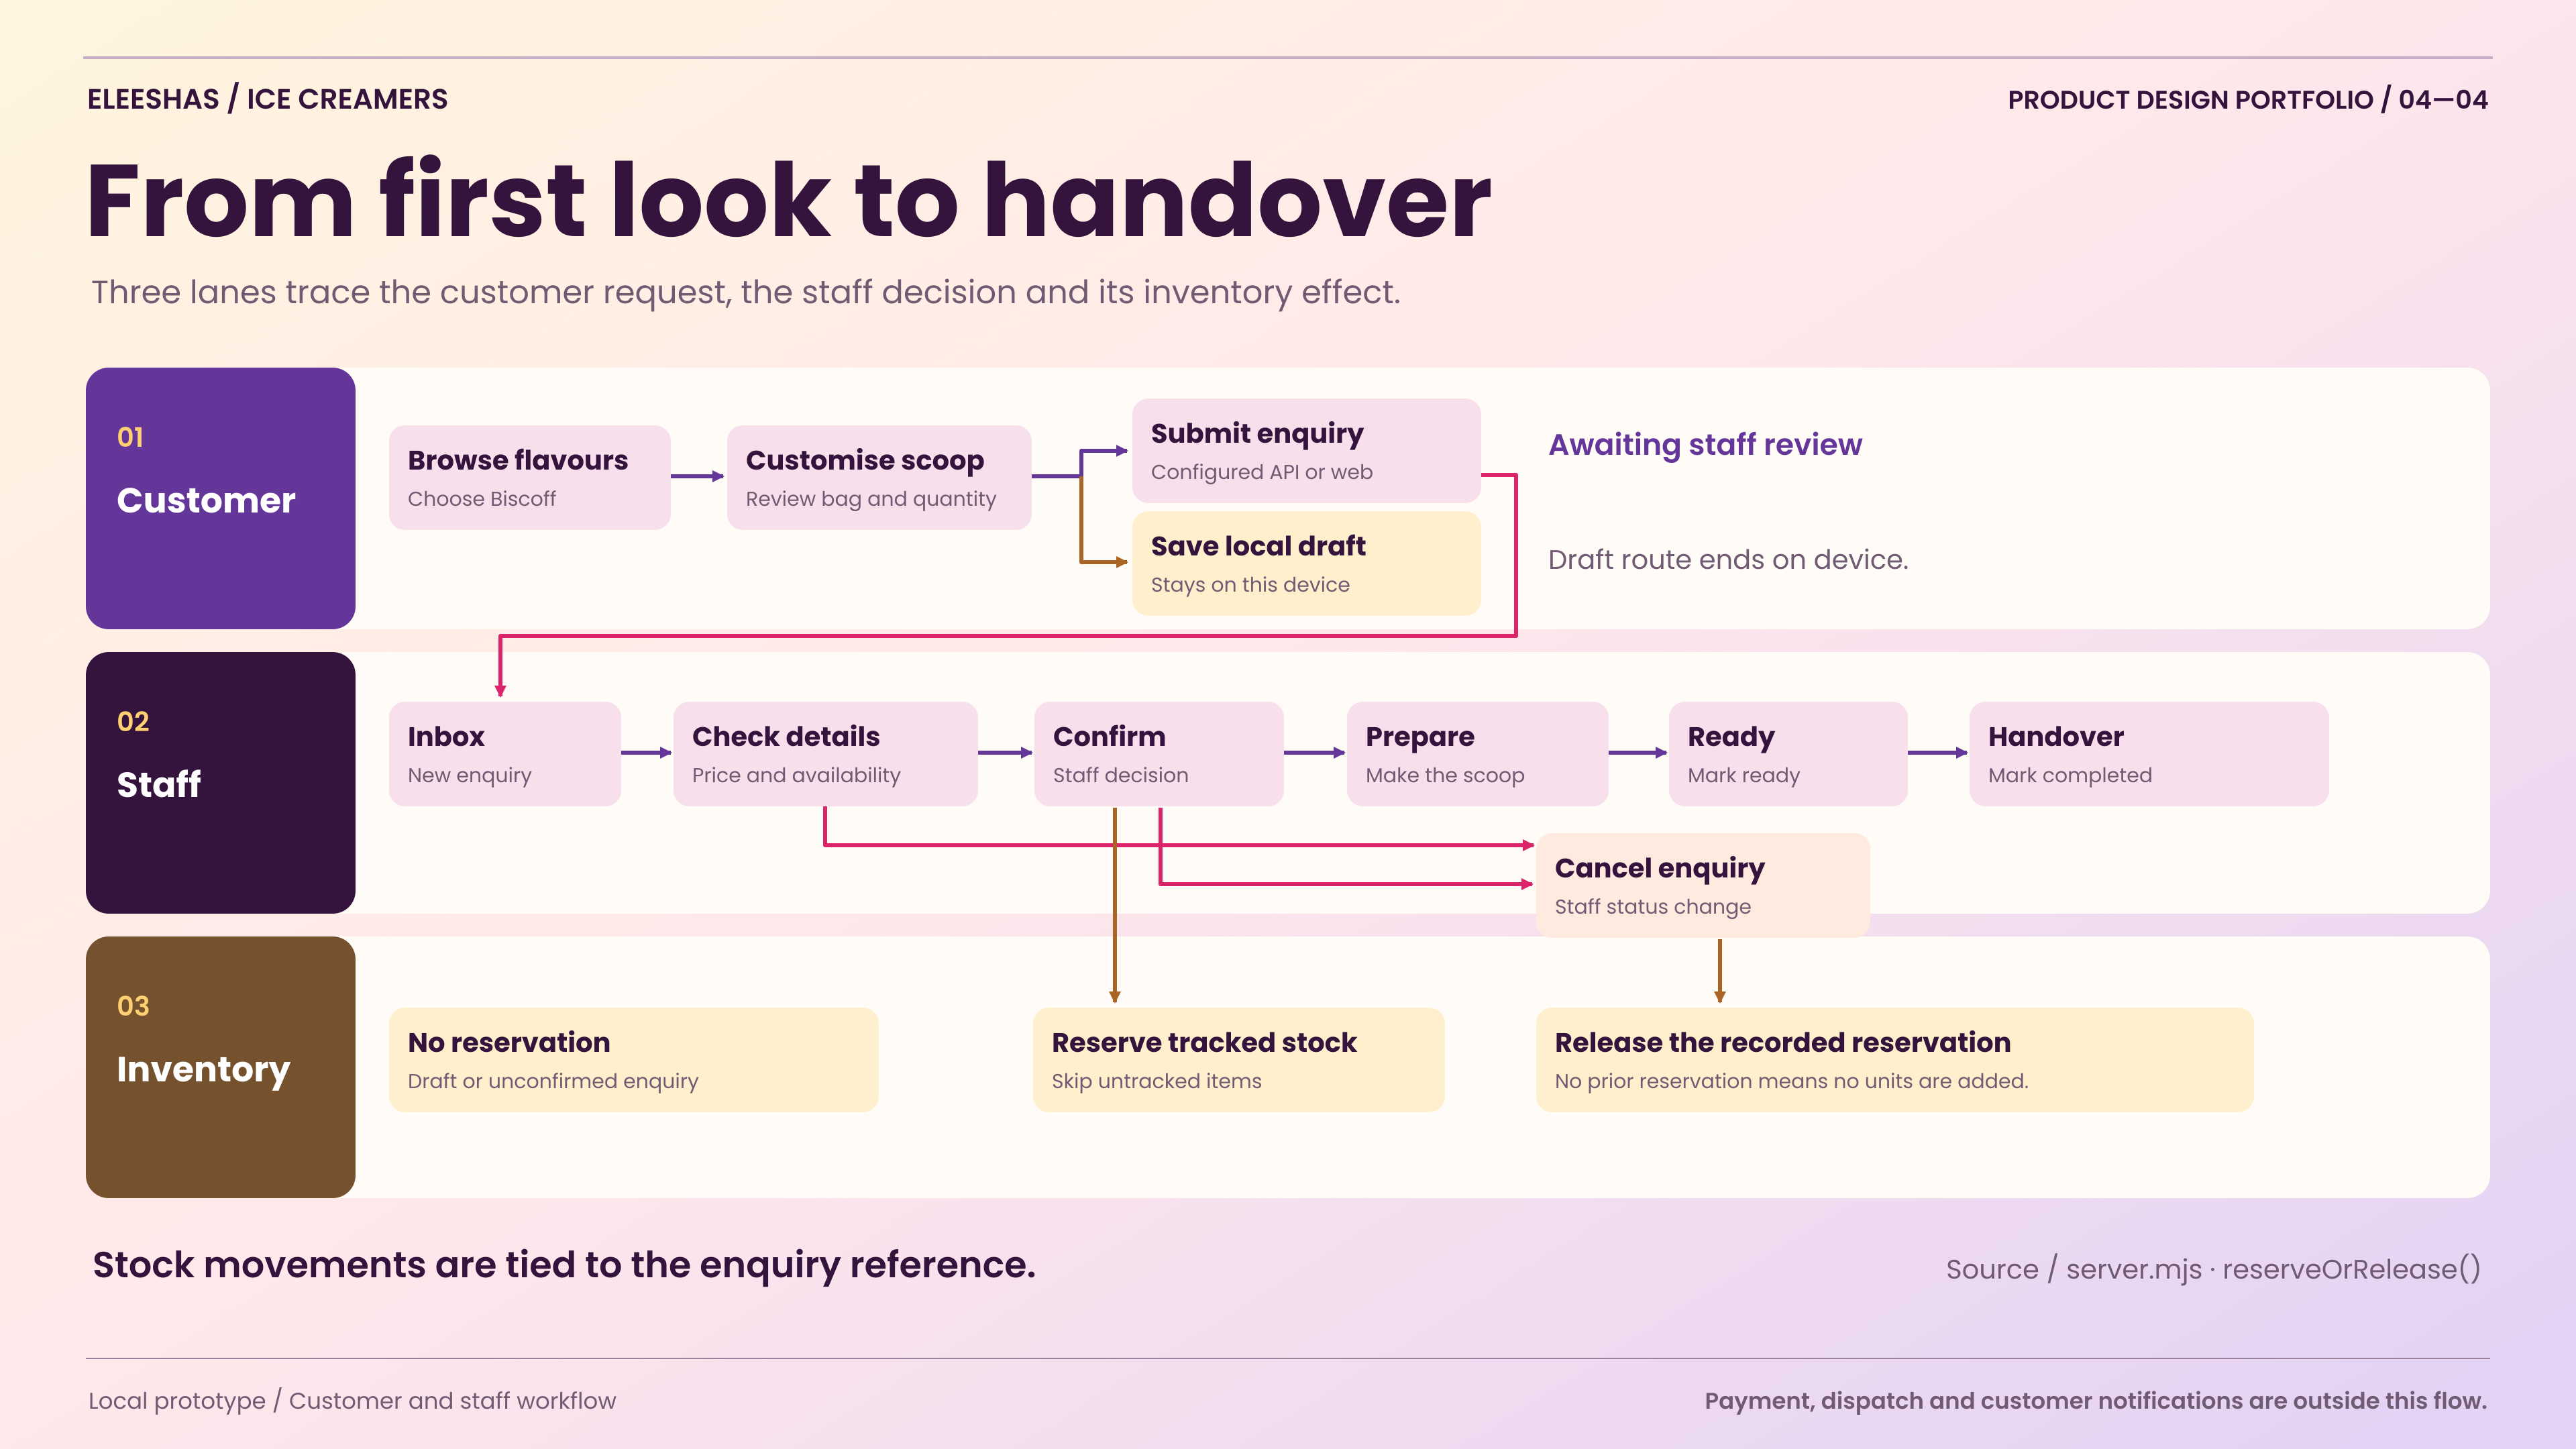 ELEESHAS / ICE CREAMERS
PRODUCT DESIGN PORTFOLIO / 04—04
From first look to handover
Three lanes trace the customer request, the staff decision and its inventory effect.
01
Customer
Browse flavours
Choose Biscoff
Customise scoop
Review bag and quantity
Submit enquiry
Configured API or web
Save local draft
Stays on this device
Awaiting staff review
Draft route ends on device.
02
Staff
Inbox
New enquiry
Check details
Price and availability
Confirm
Staff decision
Prepare
Make the scoop
Ready
Mark ready
Handover
Mark completed
Cancel enquiry
Staff status change
03
Inventory
No reservation
Draft or unconfirmed enquiry
Reserve tracked stock
Skip untracked items
Release the recorded reservation
No prior reservation means no units are added.
Stock movements are tied to the enquiry reference.
Source / server.mjs · reserveOrRelease()
Local prototype / Customer and staff workflow
Payment, dispatch and customer notifications are outside this flow.